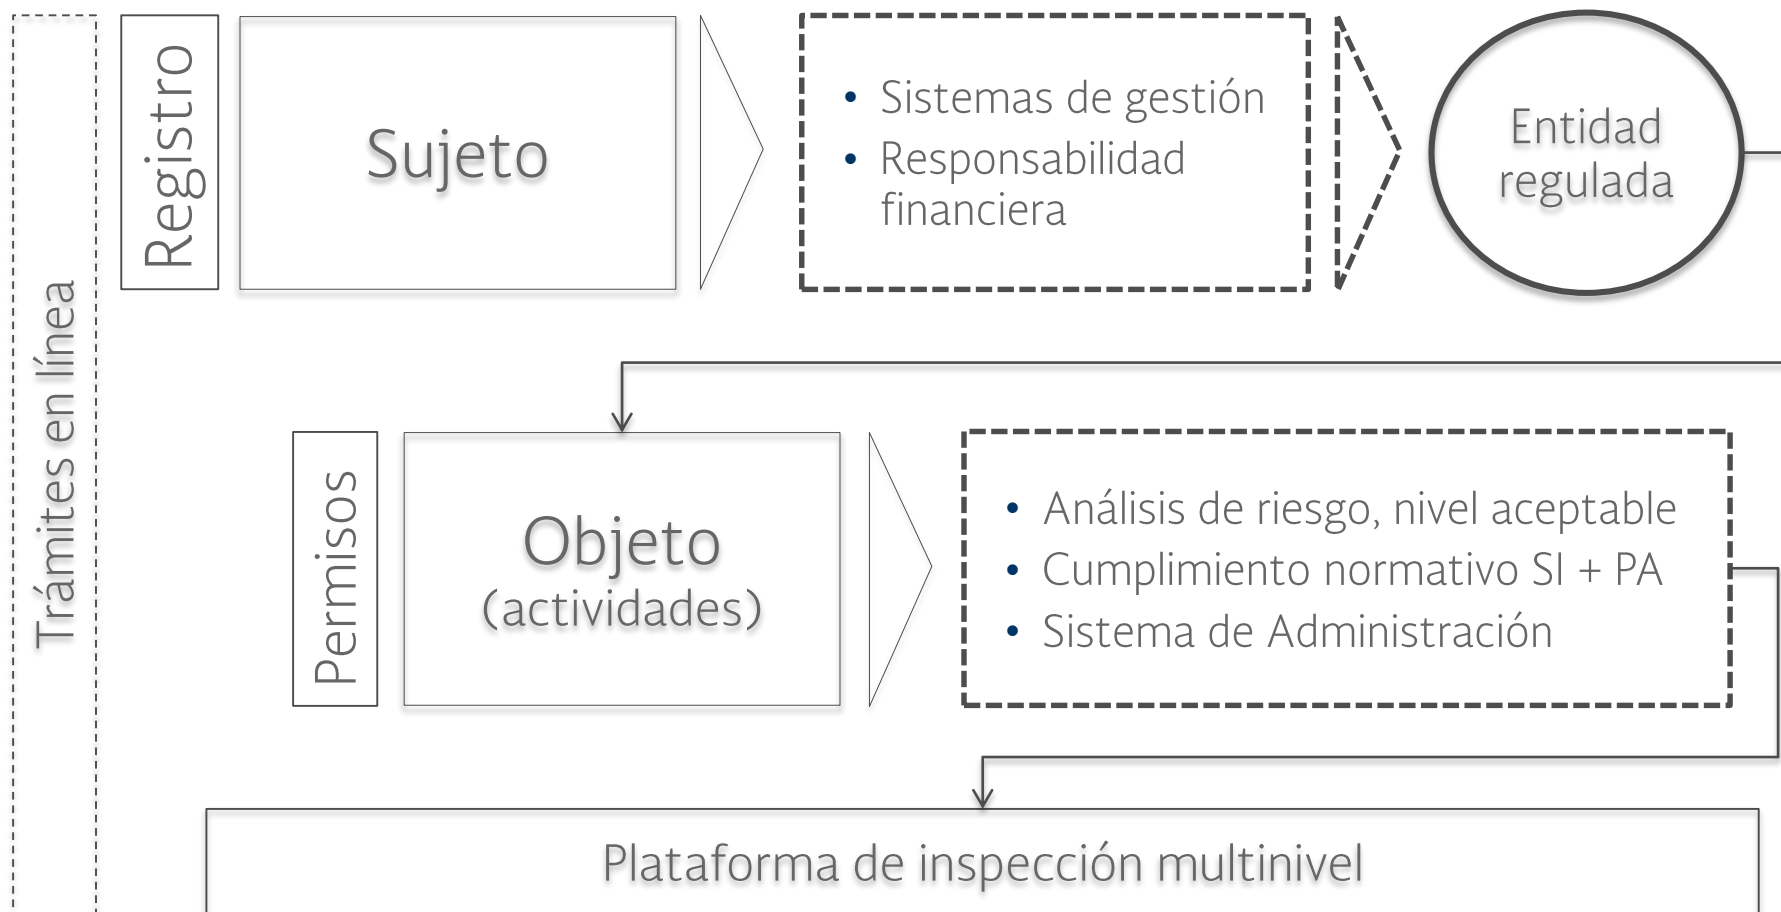 Trámites en línea
Registro
Sujeto
• Sistemas de gestión
• Responsabilidad
financiera
Entidad
regulada
Permisos
Objeto
(actividades)
• Análisis de riesgo, nivel aceptable
• Cumplimiento normativo SI + PA
• Sistema de Administración
Plataforma de inspección multinivel